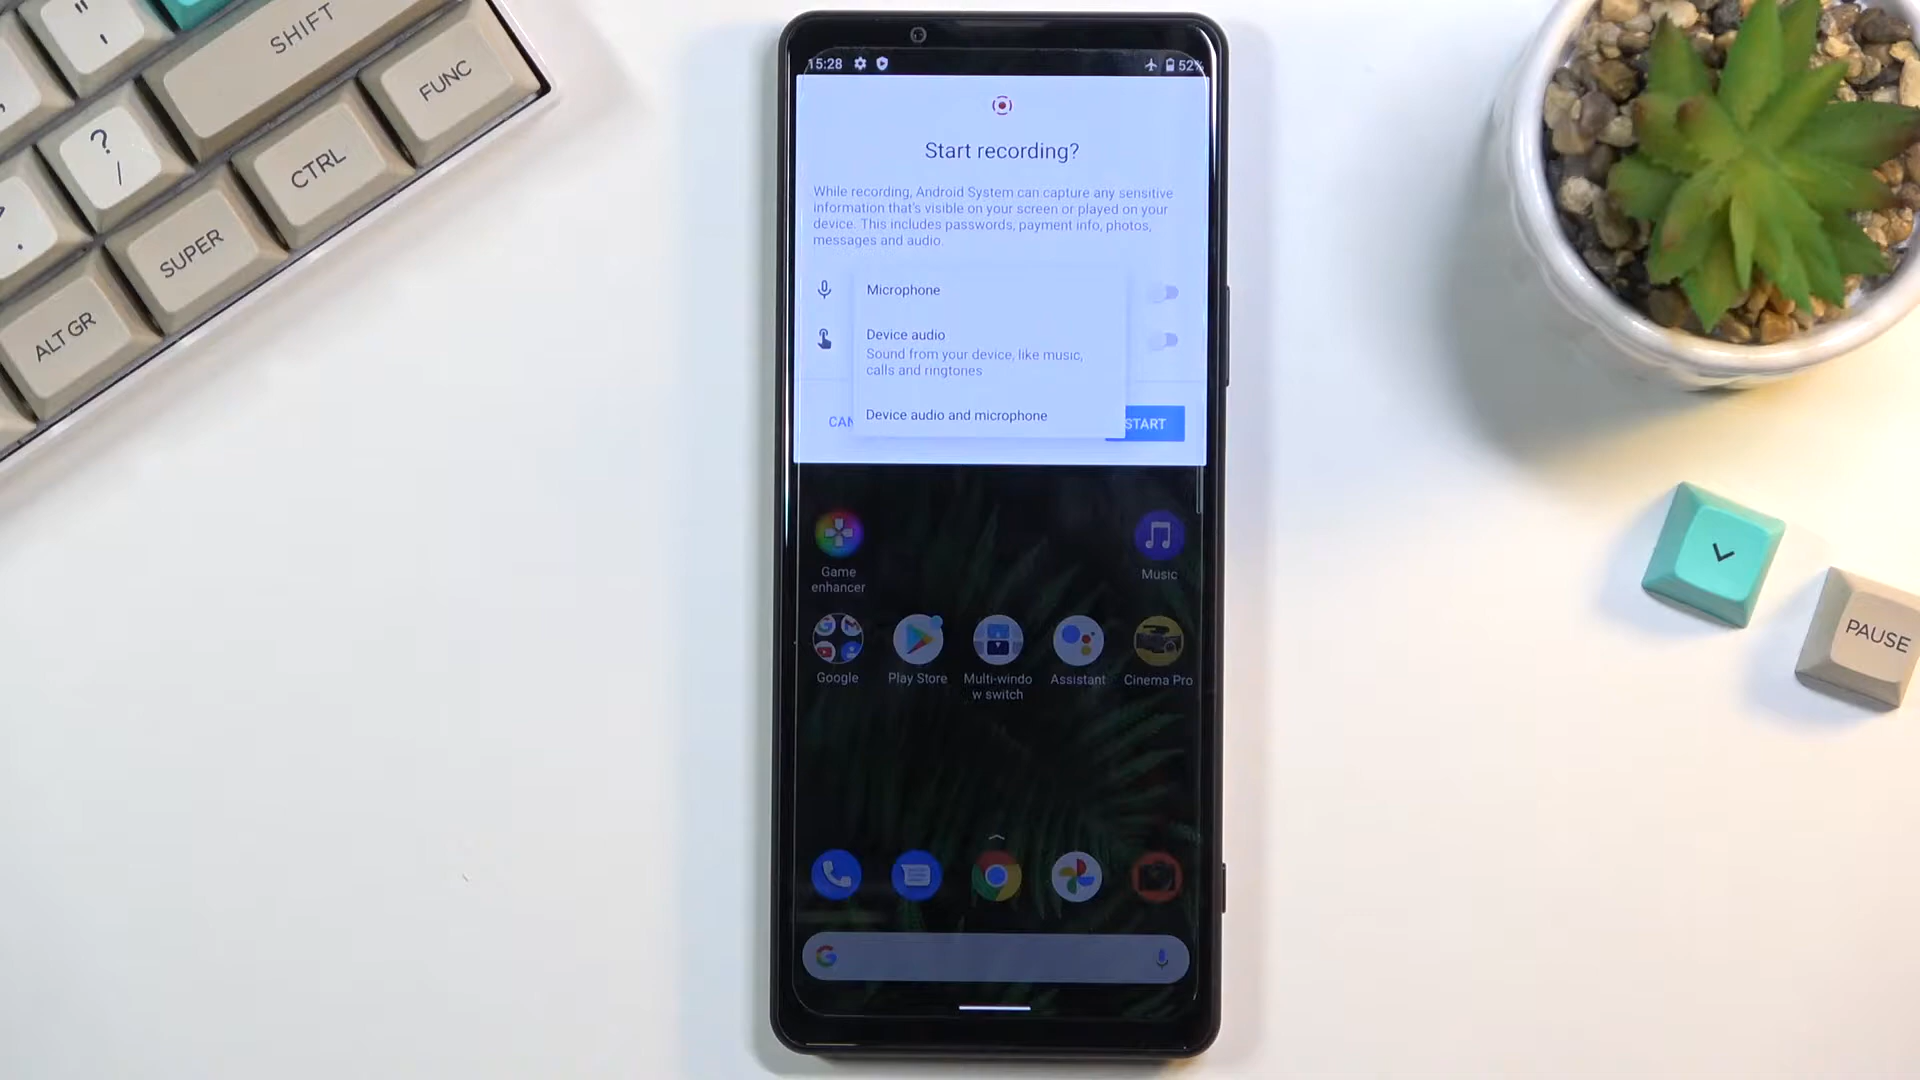 SHIFT
FUNC
?
/
CTRL
SUPER
ALT GR
PAUSE
15:28
52%
Start recording?
While recording, Android System can capture any sensitive
information that's visible on your screen or played on your
device. This includes passwords, payment info, photos,
messages and audio.
Microphone
Device audio
Sound from your device, like music,
calls and ringtones
Device audio and microphone
CAN
START
Game
enhancer
Music
Google
Play Store
Multi-windo
w switch
Assistant
Cinema Pro
G